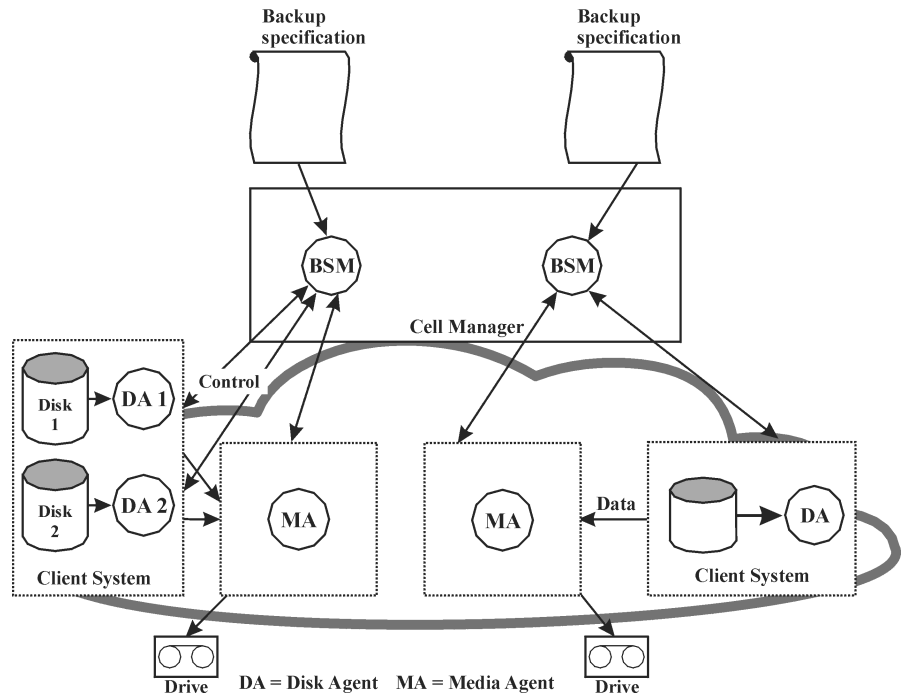 Backup
specification
Backup
specification
BSM
BSM
Cell Manager
Control
Disk
1
DA 1
Disk
2
DA 2
Client System
MA
MA
Data
DA
Client System
Drive
DA = Disk Agent MA = Media Agent
Drive